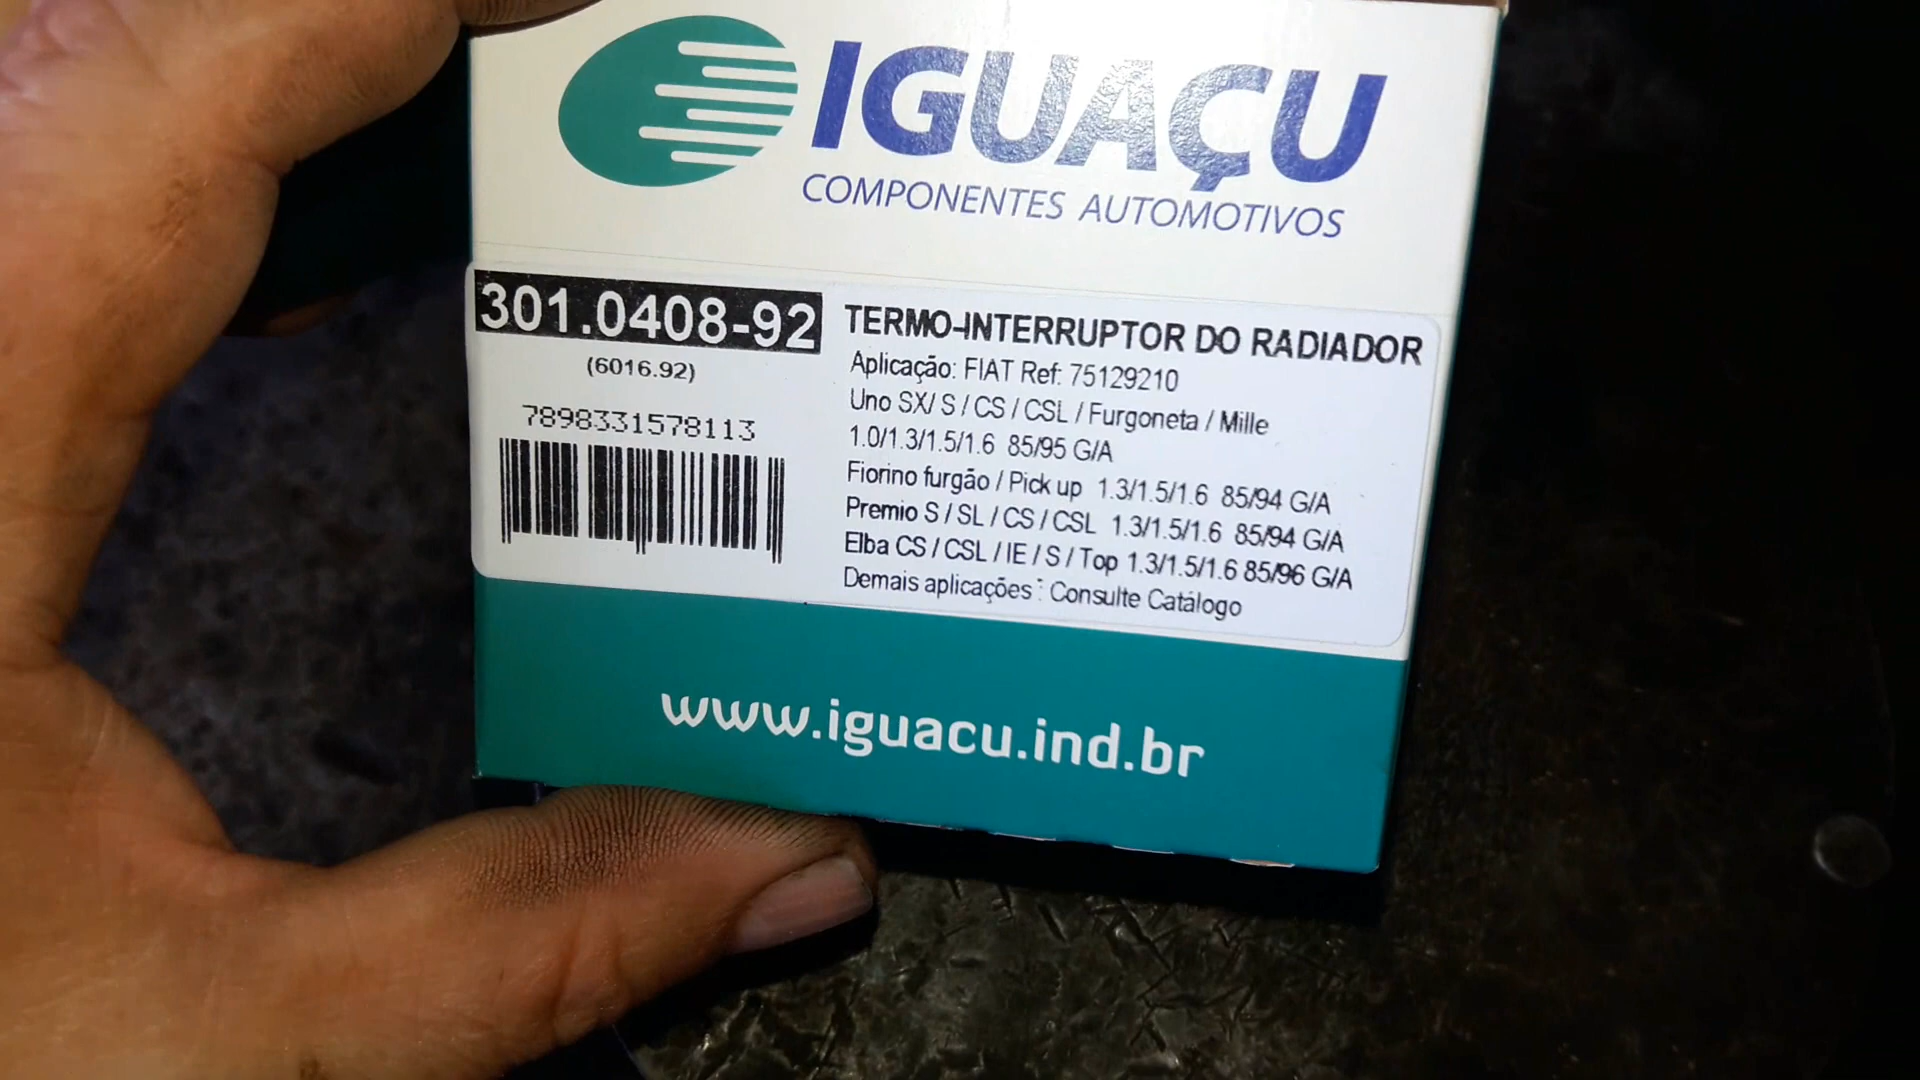 IGUAÇU
COMPONENTES AUTOMOTIVOS
301.0408-92
(6016.92)
7898331578113
TERMO-INTERRUPTOR DO RADIADOR
Aplicação: FIAT Ref: 75129210
Uno SX/ S / CS / CSL / Furgoneta / Mille
1.0/1.3/1.5/1.6 85/95 G/A
Fiorino furgão / Pick up 1.3/1.5/1.6 85/94 G/A
Premio S / SL / CS / CSL 1.3/1.5/1.6 85/94 G/A
Elba CS / CSL / IE / S / Top 1.3/1.5/1.6 85/96 G/A
Demais aplicações : Consulte Catálogo
www.iguacu.ind.br